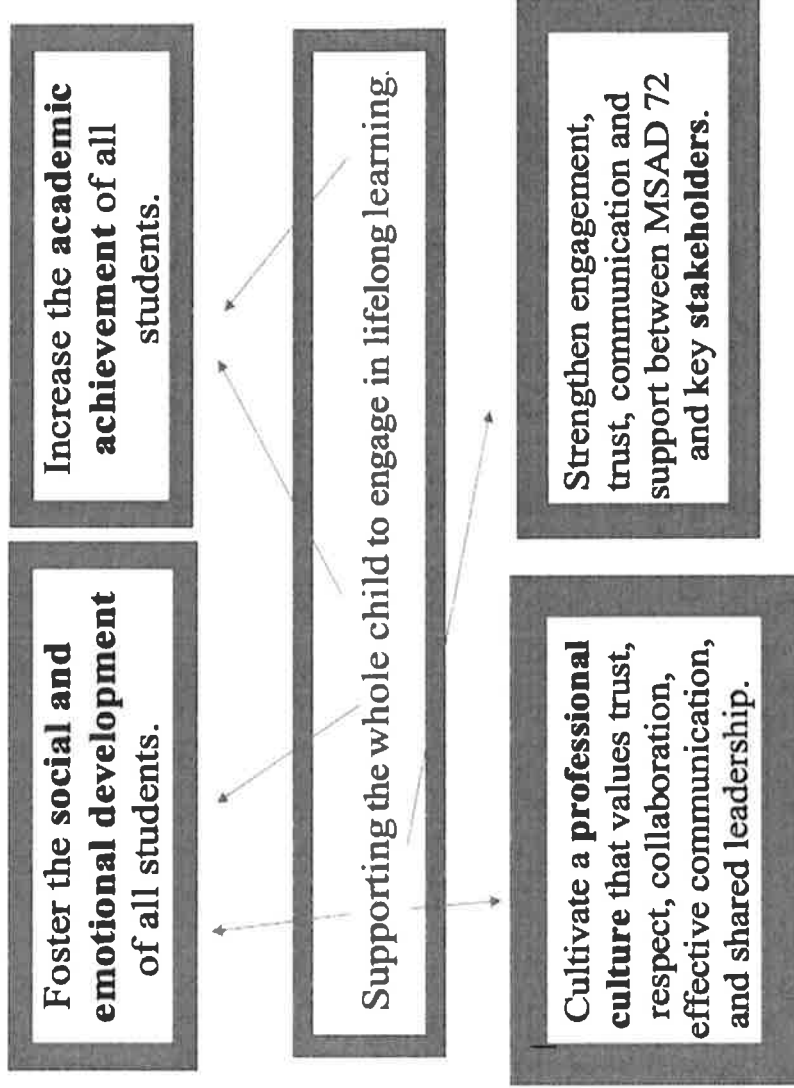 Foster the social and
emotional development
of all students.
Increase the academic
achievement of all
students.
Supporting the whole child to engage in lifelong learning.
Cultivate a professional
culture that values trust,
respect, collaboration,
effective communication,
and shared leadership.
Strengthen engagement,
trust, communication and
support between MSAD 72
and key stakeholders.